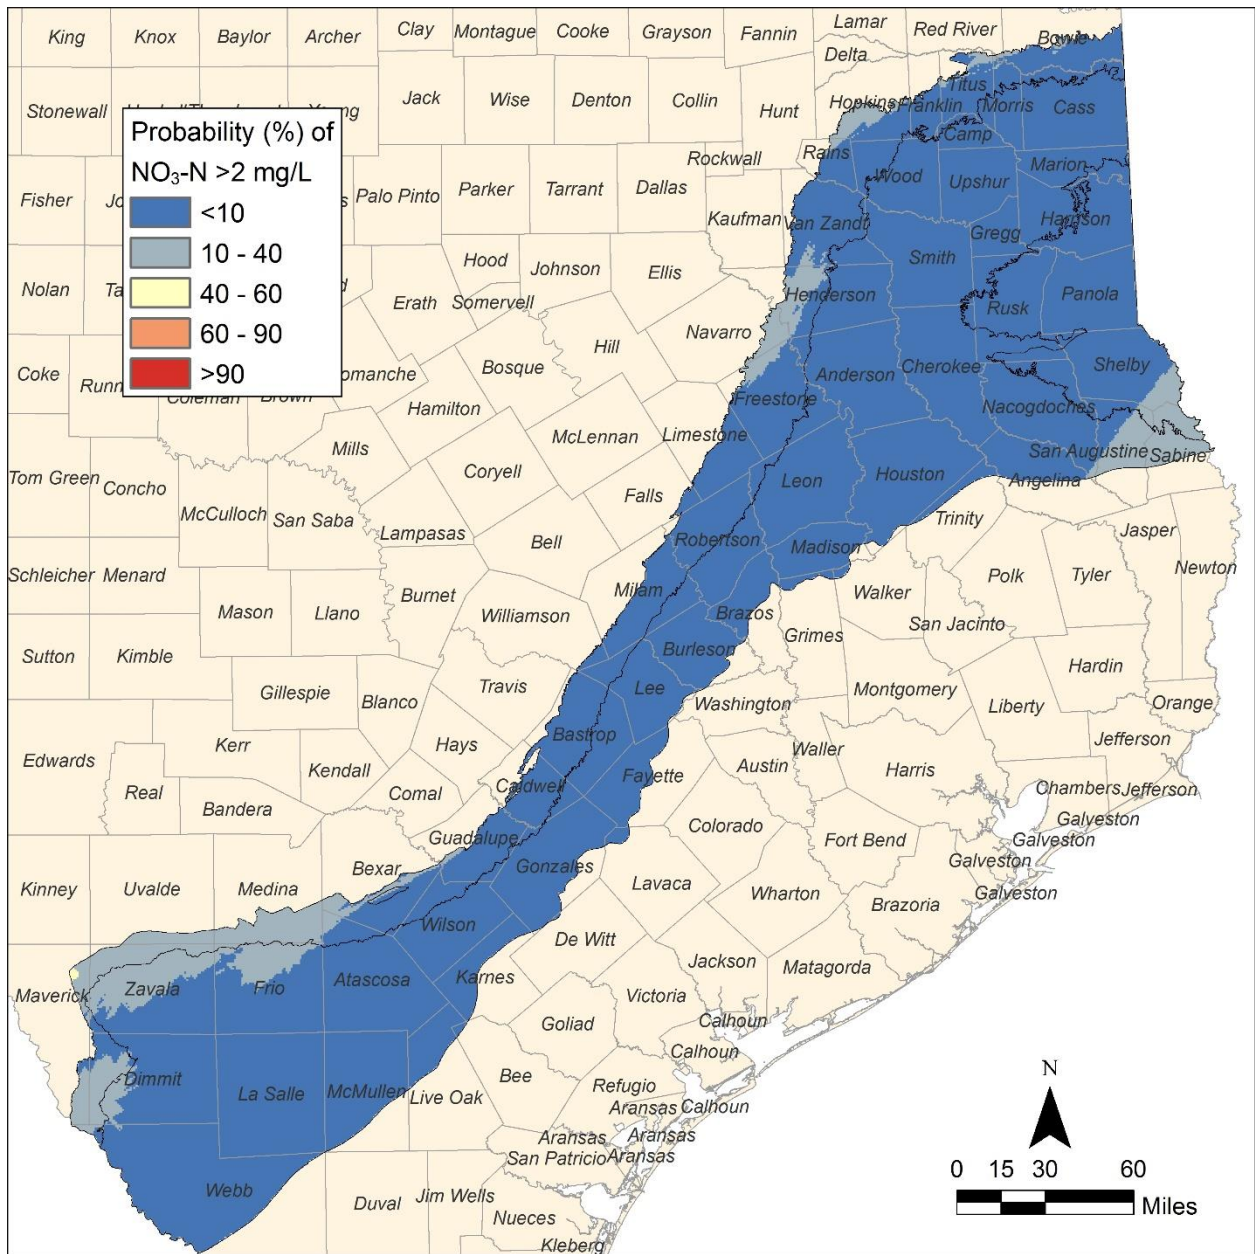 King Knox Baylor Archer Clay Montague Cooke Grayson Fannin Lamar Red River Bowie
Delta
Stonewall Jack Wise Denton Collin Hunt Hopkins Franklin Titus Morris Cass
Probability (%) of
NO₃-N >2 mg/L
<10
10 - 40
40 - 60
60 - 90
>90
Rockwall Rains Camp
Fisher Palo Pinto Parker Tarrant Dallas Kaufman Van Zandt Wood Upshur Marion
Harrison
Gregg
Nolan Hood Johnson Ellis Smith
Erath Somervell Henderson Rusk Panola
Navarro
Coke Bosque Hill Anderson Cherokee Shelby
Hamilton Freestone Nacogdoches
Mills McLennan Limestone
San Augustine Sabine
Tom Green Concho Coryell Leon Houston Angelina
McCulloch San Saba Falls
Lampasas Trinity Jasper
Bell Robertson Madison
Schleicher Menard Burnet Milam Walker Polk Tyler Newton
Mason Llano Williamson Brazos San Jacinto
Grimes
Sutton Kimble Burleson Hardin
Gillespie Blanco Travis Lee Washington Montgomery Liberty Orange
Edwards Kerr Hays Bastrop Waller Jefferson
Real Kendall Comal Caldwell Fayette Austin Harris Chambers Jefferson
Bandera Galveston
Guadalupe Colorado Fort Bend Galveston
Kinney Uvalde Medina Bexar Gonzales Lavaca Wharton Galveston
Galveston
Brazoria
Wilson
De Witt
Maverick Zavala Frio Atascosa Karnes Jackson Matagorda
Victoria
Goliad Calhoun
Calhoun
Dimmit La Salle McMullen Live Oak Bee Refugio
Aransas Calhoun
Aransas Aransas
San Patricio Aransas
Webb Duval Jim Wells
Nueces
Kleberg
N
0 15 30 60
Miles